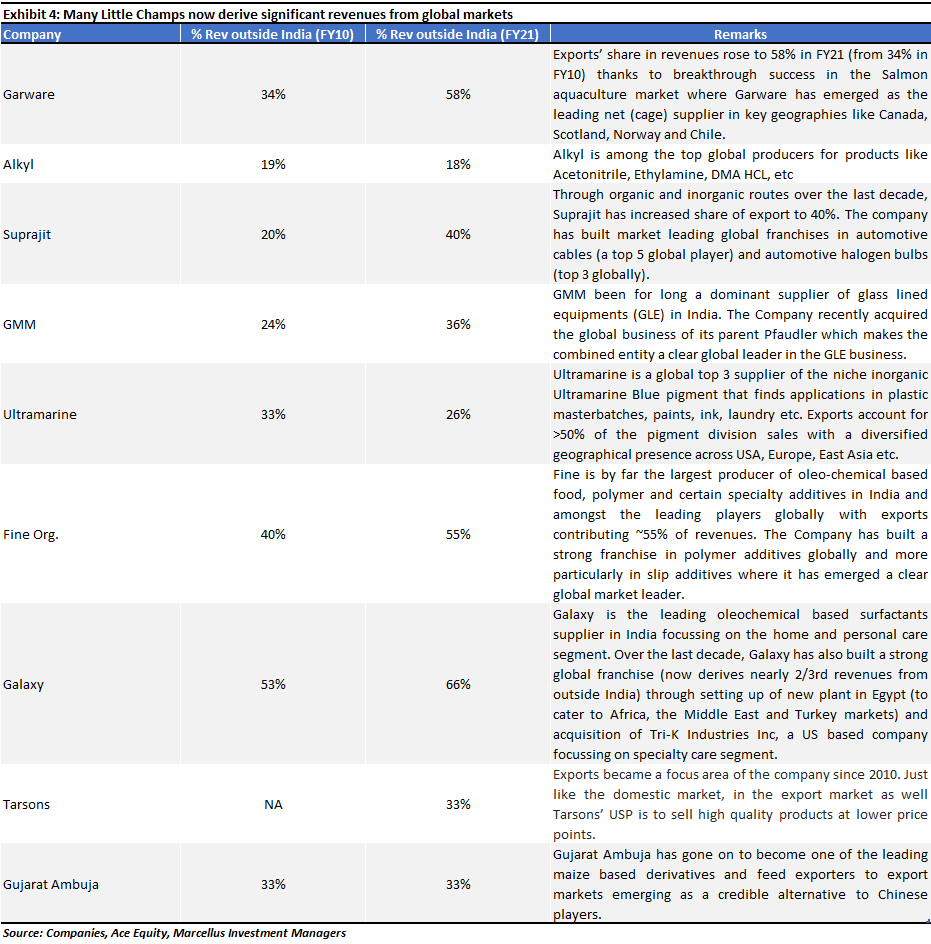 Exhibit 4: Many Little Champs now derive significant revenues from global markets
Company % Rev outside India (FY10) % Rev outside India (FY21) Remarks
Garware 34% 58%
Exports' share in revenues rose to 58% in FY21 (from 34% in
FY10) thanks to breakthrough success in the Salmon
aquaculture market where Garware has emerged as the
leading net (cage) supplier in key geographies like Canada,
Scotland, Norway and Chile.
Alkyl 19% 18%
Alkyl is among the top global producers for products like
Acetonitrile, Ethylamine, DMA HCL, etc
Suprajit 20% 40%
Through organic and inorganic routes over the last decade,
Suprajit has increased share of export to 40%. The company
has built market leading global franchises in automotive
cables (a top 5 global player) and automotive halogen bulbs
(top 3 globally).
GMM 24% 36%
GMM been for long a dominant supplier of glass lined
equipments (GLE) in India. The Company recently acquired
the global business of its parent Pfaudler which makes the
combined entity a clear global leader in the GLE business.
Ultramarine 33% 26%
Ultramarine is a global top 3 supplier of the niche inorganic
Ultramarine Blue pigment that finds applications in plastic
masterbatches, paints, ink, laundry etc. Exports account for
>50% of the pigment division sales with a diversified
geographical presence across USA, Europe, East Asia etc.
Fine Org. 40% 55%
Fine is by far the largest producer of oleo-chemical based
food, polymer and certain specialty additives in India and
amongst the leading players globally with exports
contributing ~55% of revenues. The Company has built a
strong franchise in polymer additives globally and more
particularly in slip additives where it has emerged a clear
global market leader.
Galaxy 53% 66%
Galaxy is the leading oleochemical based surfactants
supplier in India focussing on the home and personal care
segment. Over the last decade, Galaxy has also built a strong
global franchise (now derives nearly 2/3rd revenues from
outside India) through setting up of new plant in Egypt (to
cater to Africa, the Middle East and Turkey markets) and
acquisition of Tri-K Industries Inc, a US based company
focussing on specialty care segment.
Tarsons NA 33%
Exports became a focus area of the company since 2010. Just
like the domestic market, in the export market as well
Tarsons' USP is to sell high quality products at lower price
points.
Gujarat Ambuja 33% 33%
Gujarat Ambuja has gone on to become one of the leading
maize based derivatives and feed exporters to export
markets emerging as a credible alternative to Chinese
players.
Source: Companies, Ace Equity, Marcellus Investment Managers